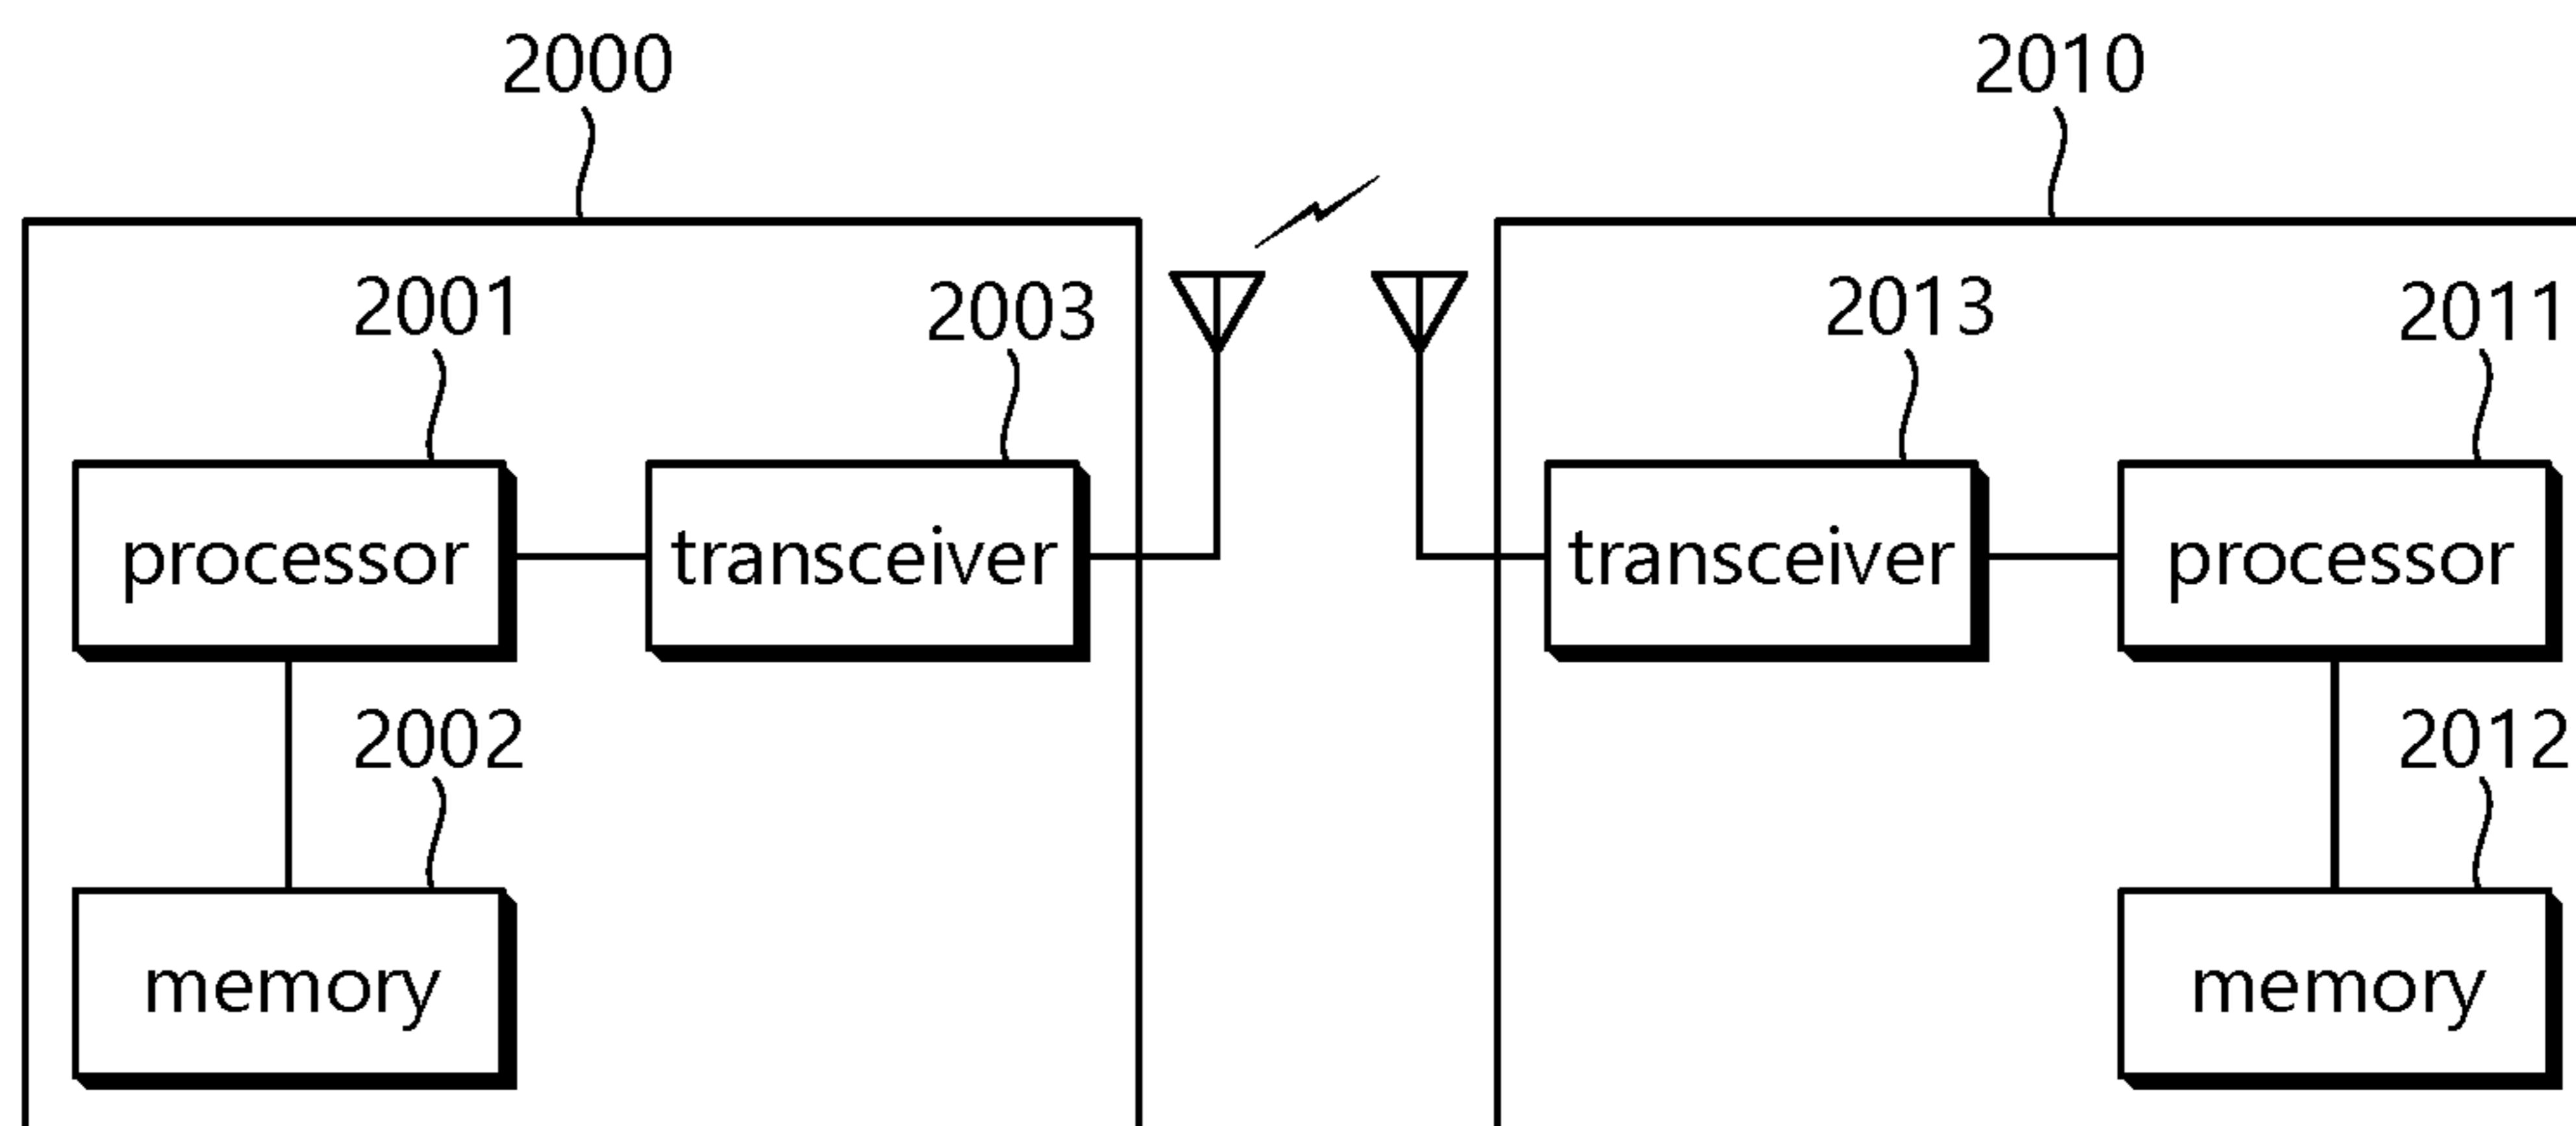 2000 2010
2001 2003 2013 2011
processor transceiver transceiver processor
2002 2012
memory memory